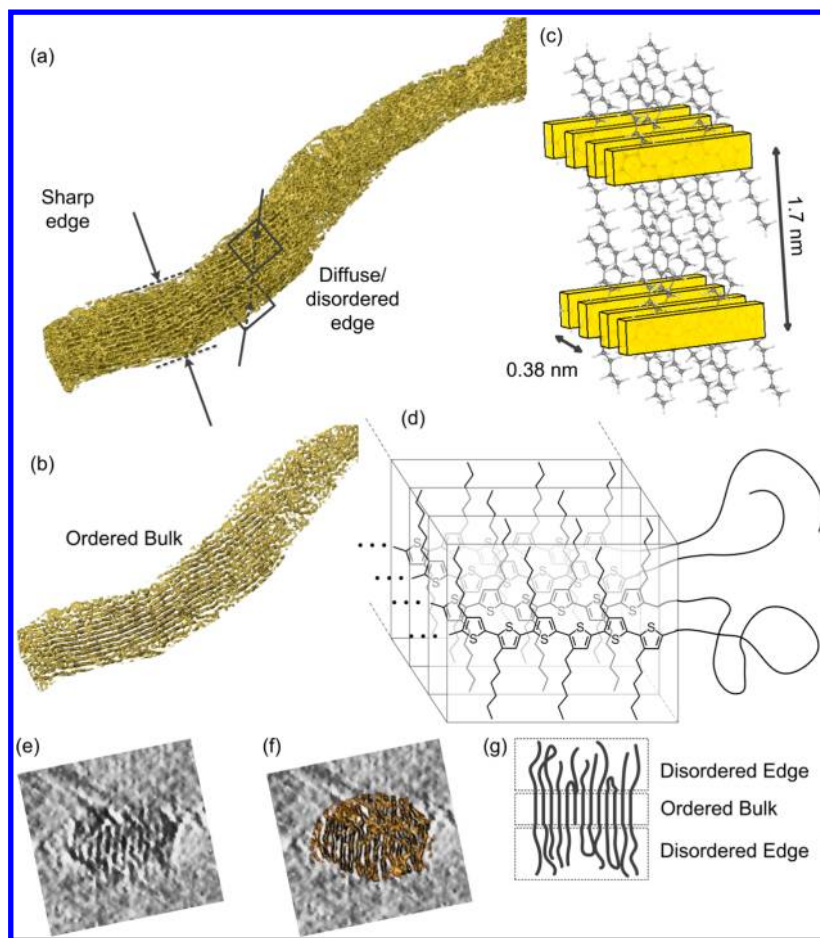 (a)
Sharp
edge
Diffuse/
disordered
edge
(c)
1.7 nm
0.38 nm
(b)
Ordered Bulk
(d)
S S S S
S S S S
S S S S S
(e)
(f)
(g)
Disordered Edge
Ordered Bulk
Disordered Edge